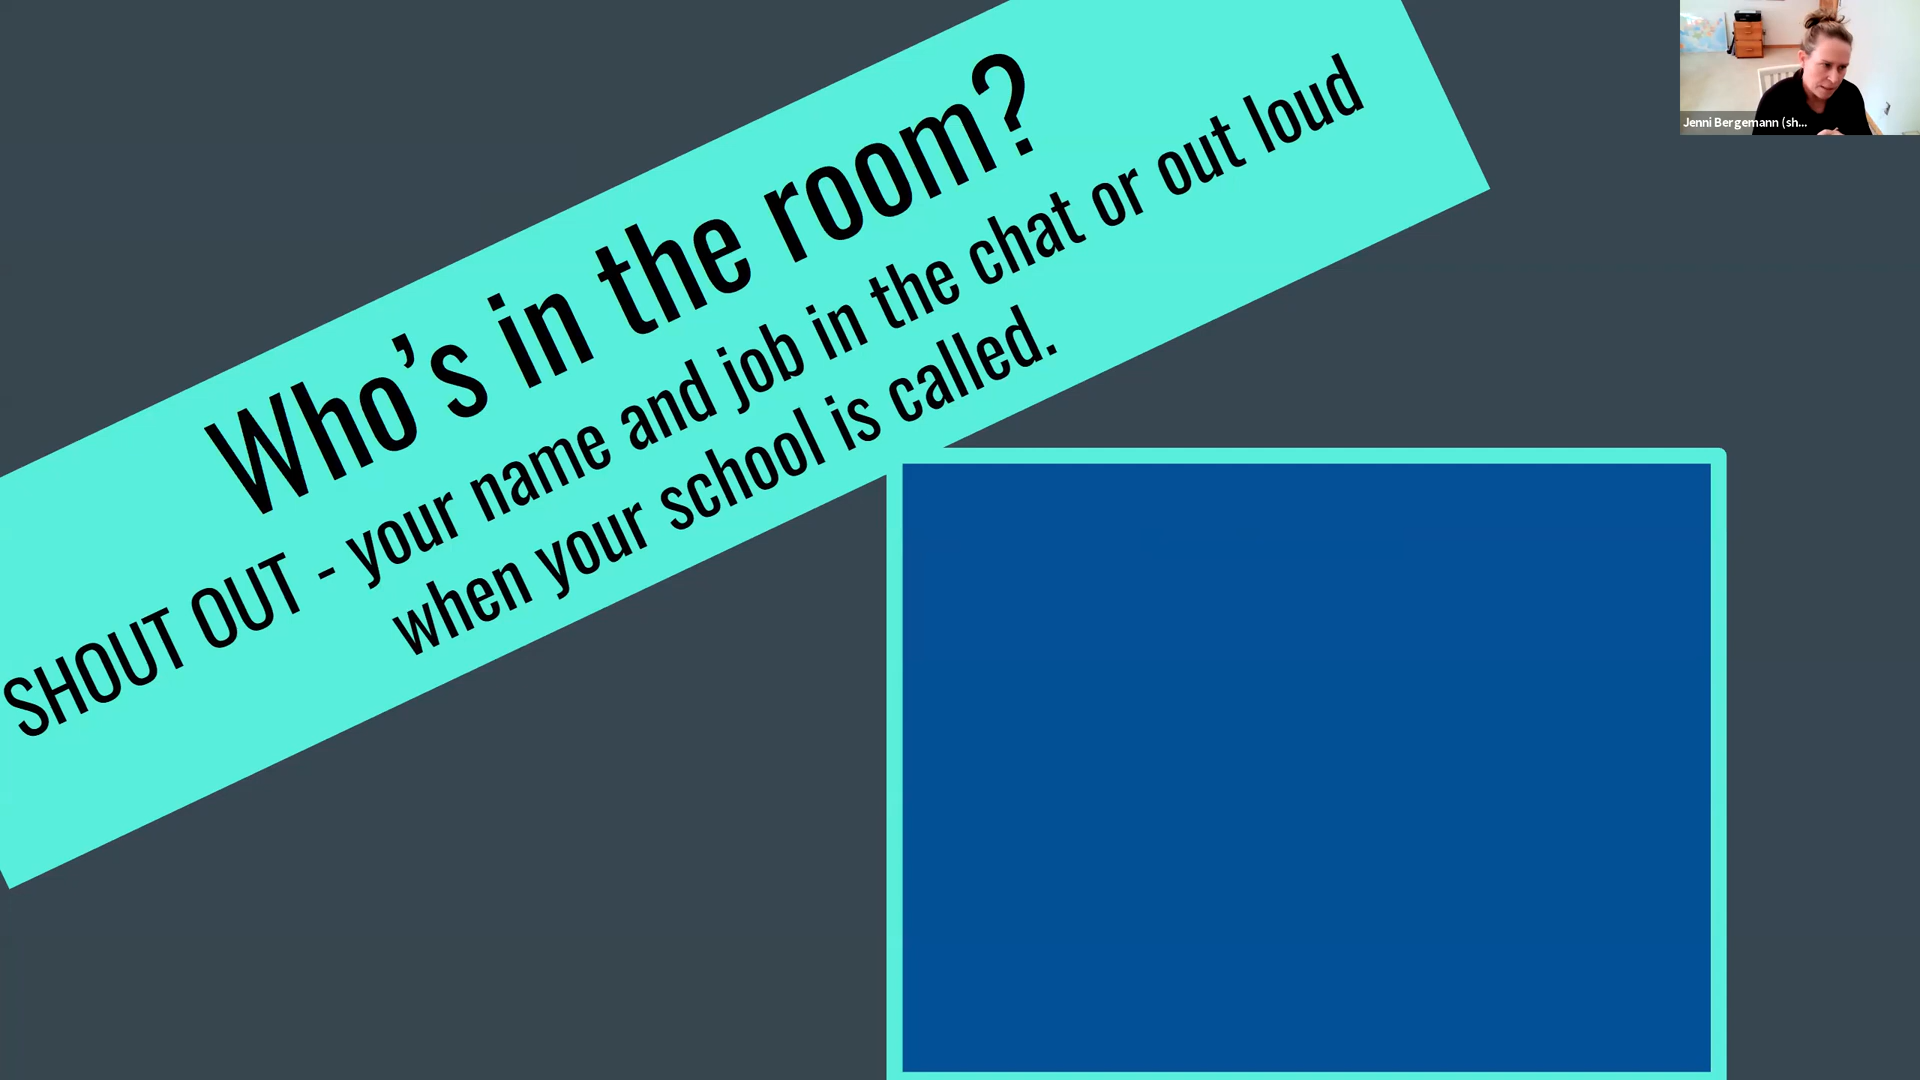 Who’s in the room?
SHOUT OUT - your name and job in the chat or out loud
when your school is called.
Jenni Bergemann (sh...